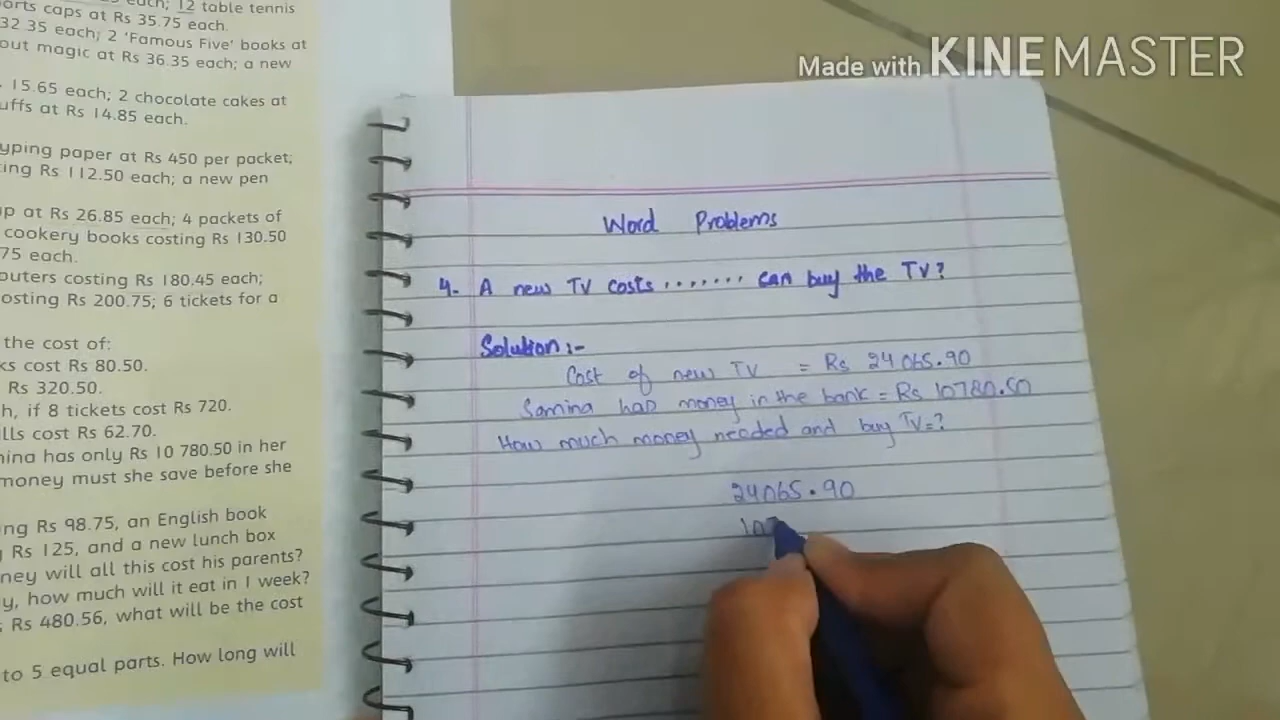 12 table tennis
orts caps at Rs 35.75 each.
32.35 each; 2 'Famous Five' books at
out magic at Rs 36.35 each; a new
15.65 each; 2 chocolate cakes at
uffs at Rs 14.85 each.
yping paper at Rs 450 per packet;
ing Rs 112.50 each; a new pen
up at Rs 26.85 each; 4 packets of
cookery books costing Rs 130.50
75 each.
outers costing Rs 180.45 each;
osting Rs 200.75; 6 tickets for a
the cost of:
ks cost Rs 80.50.
Rs 320.50.
h, if 8 tickets cost Rs 720.
lls cost Rs 62.70.
nina has only Rs 10 780.50 in her
money must she save before she
ng Rs 98.75, an English book
Rs 125, and a new lunch box
ney will all this cost his parents?
y, how much will it eat in 1 week?
Rs 480.56, what will be the cost
to 5 equal parts. How long will
Made with KINEMASTER
Word Problems
4. A new TV costs ....... can buy the TV?
Solution:-
Cost of new TV = Rs 24065.90
Samina has money in the bank = Rs 10780.50
How much money needed and buy TV=?
24065.90
107